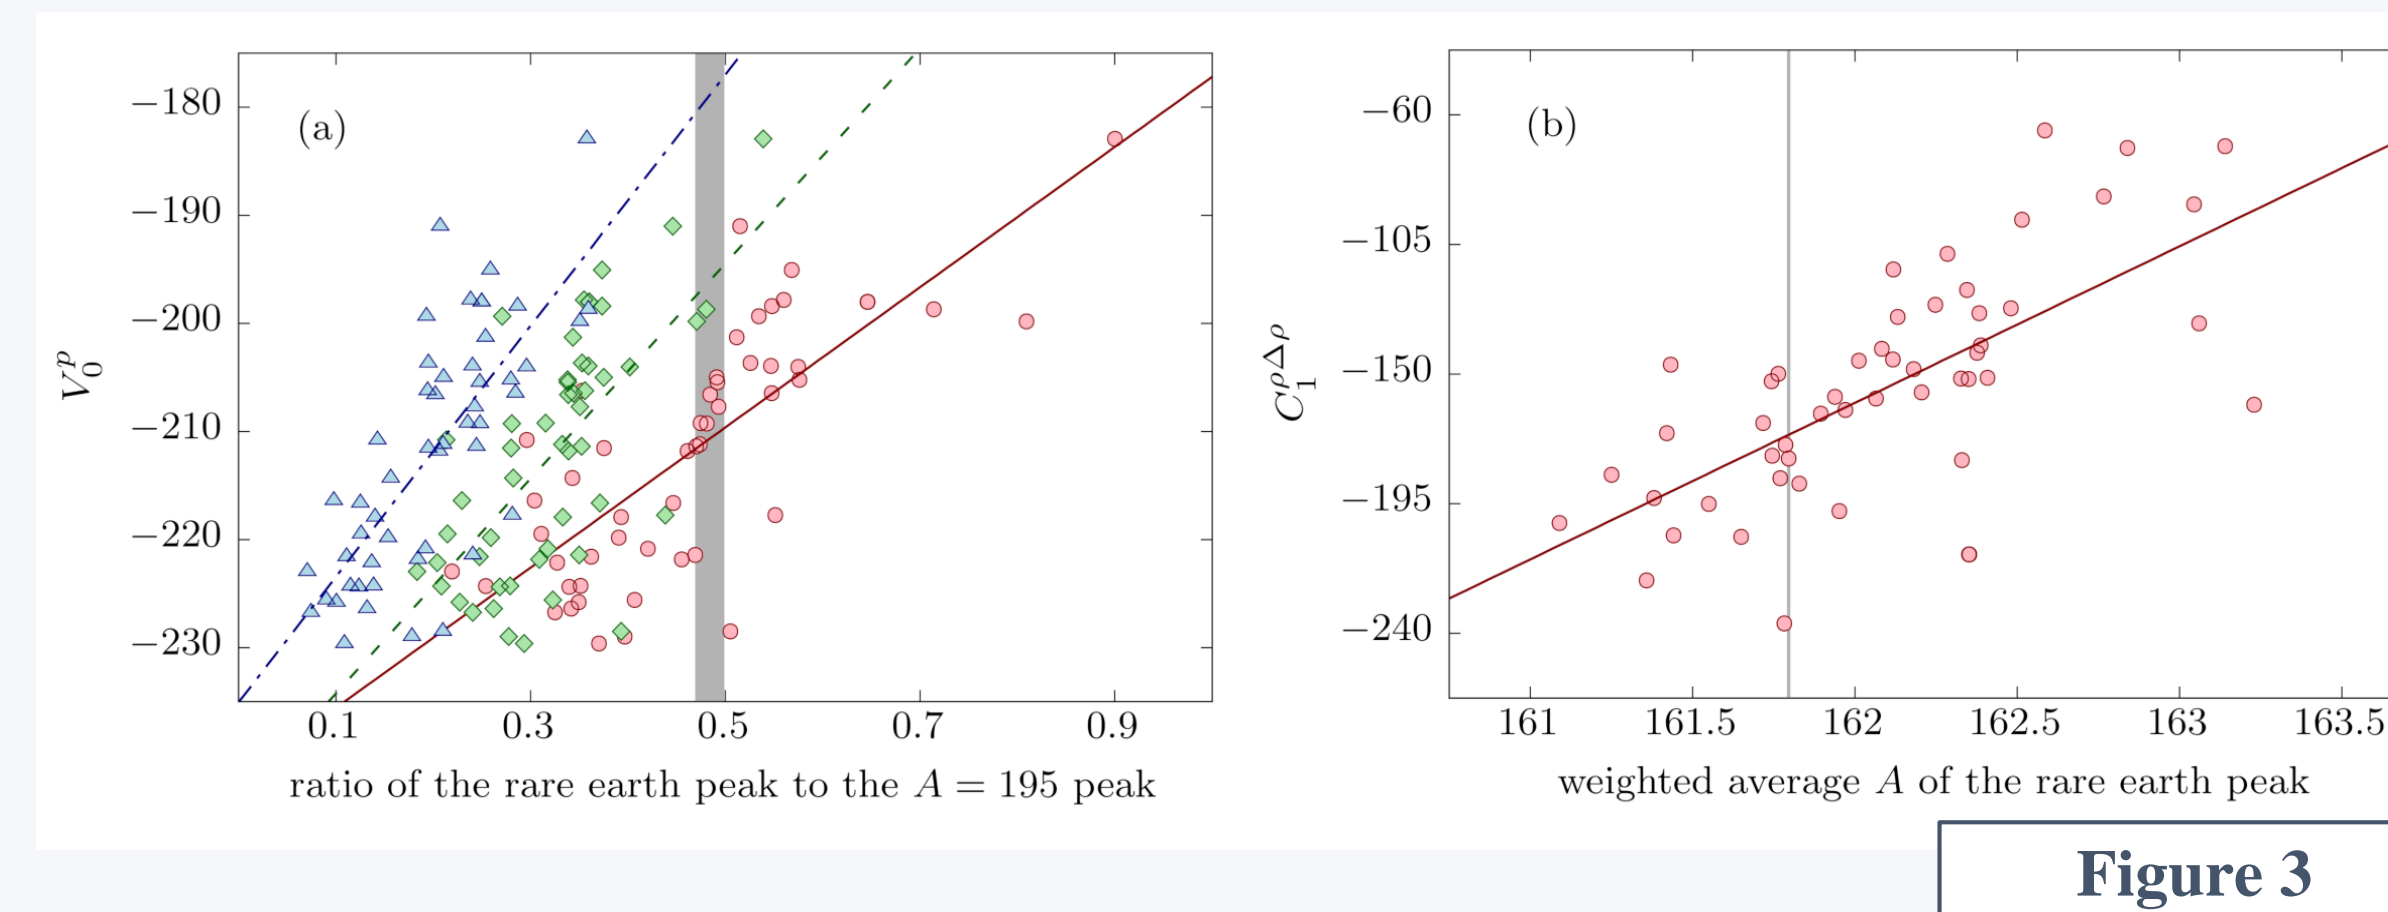 (a)
−180
−190
−200
−210
−220
−230
V_0^p
0.1 0.3 0.5 0.7 0.9
ratio of the rare earth peak to the A = 195 peak
(b)
−60
−105
−150
−195
−240
C_1^{ρΔρ}
161 161.5 162 162.5 163 163.5
weighted average A of the rare earth peak
Figure 3